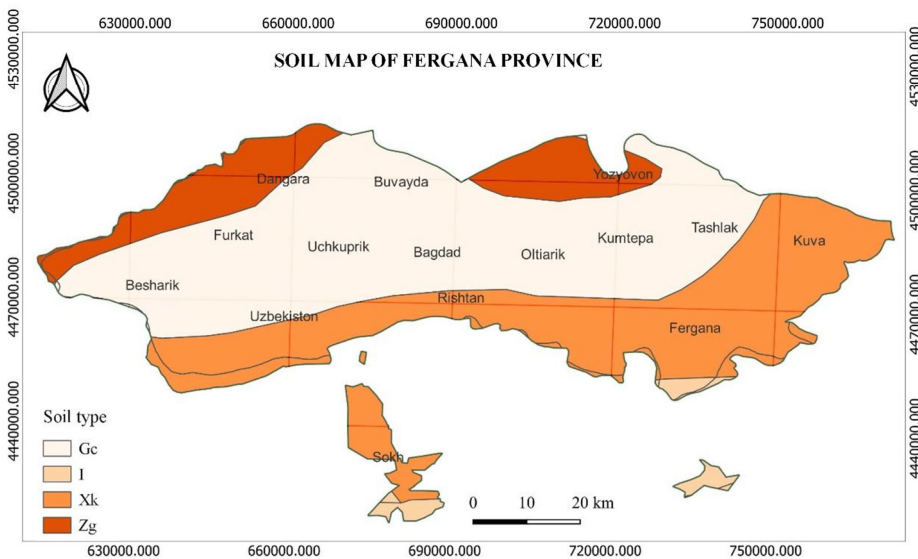 630000.000 660000.000 690000.000 720000.000 750000.000
4530000.000 4530000.000
SOIL MAP OF FERGANA PROVINCE
4500000.000 4500000.000
Dangara
Buvayda
Yozyovon
Furkat
Uchkuprik
Bagdad
Oltiarik
Kumtepa
Tashlak
Kuva
Besharik
4470000.000 4470000.000
Uzbekiston
Rishtan
Fergana
4440000.000 4440000.000
Sokh
Soil type
Gc
I
Xk
Zg
0 10 20 km
630000.000 660000.000 690000.000 720000.000 750000.000